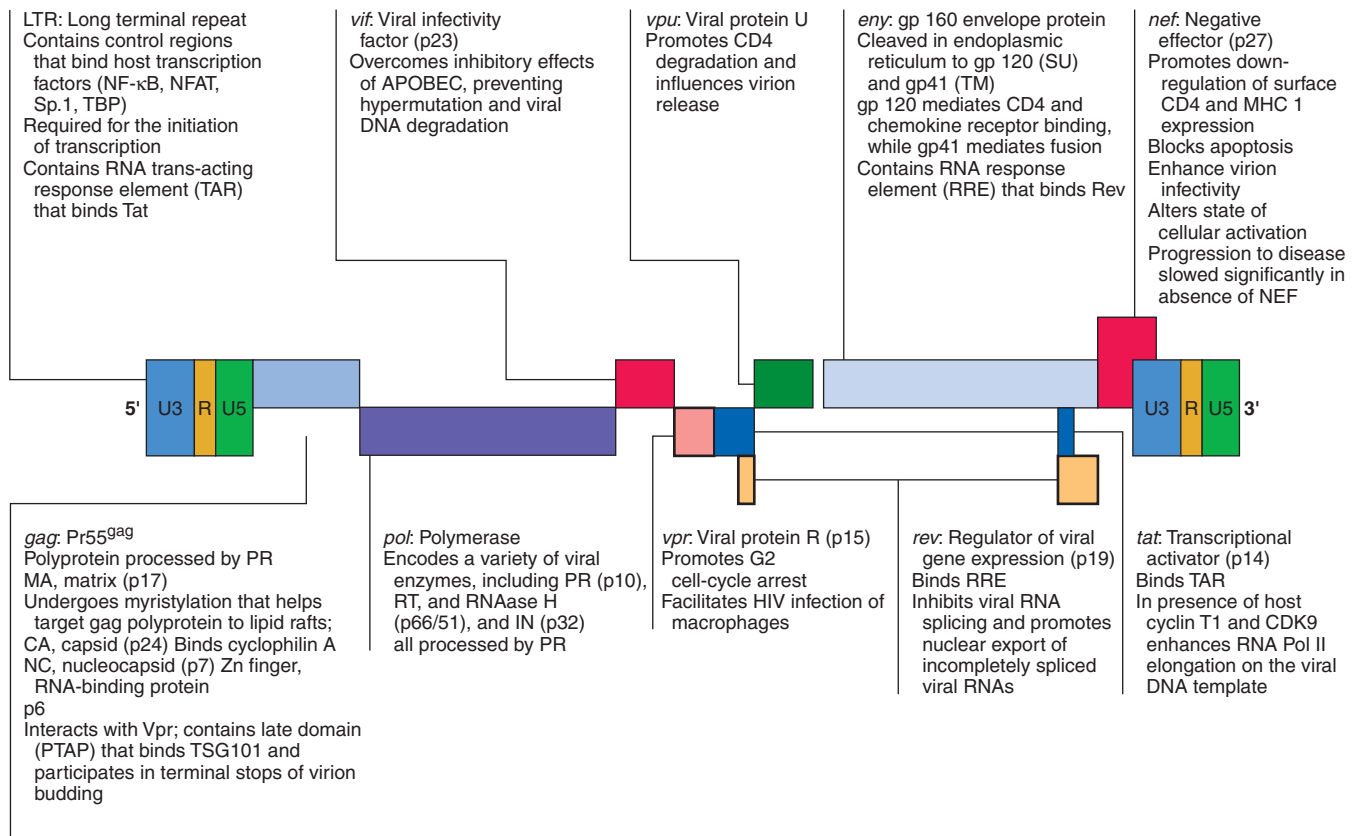 LTR: Long terminal repeat
Contains control regions
that bind host transcription
factors (NF-κB, NFAT,
Sp.1, TBP)
Required for the initiation
of transcription
Contains RNA trans-acting
response element (TAR)
that binds Tat
vif: Viral infectivity
factor (p23)
Overcomes inhibitory effects
of APOBEC, preventing
hypermutation and viral
DNA degradation
vpu: Viral protein U
Promotes CD4
degradation and
influences virion
release
eny: gp 160 envelope protein
Cleaved in endoplasmic
reticulum to gp 120 (SU)
and gp41 (TM)
gp 120 mediates CD4 and
chemokine receptor binding,
while gp41 mediates fusion
Contains RNA response
element (RRE) that binds Rev
nef: Negative
effector (p27)
Promotes down-
regulation of surface
CD4 and MHC 1
expression
Blocks apoptosis
Enhance virion
infectivity
Alters state of
cellular activation
Progression to disease
slowed significantly in
absence of NEF
5' U3 R U5 U3 R U5 3'
gag: Pr55gag
Polyprotein processed by PR
MA, matrix (p17)
Undergoes myristylation that helps
target gag polyprotein to lipid rafts;
CA, capsid (p24) Binds cyclophilin A
NC, nucleocapsid (p7) Zn finger,
RNA-binding protein
p6
Interacts with Vpr; contains late domain
(PTAP) that binds TSG101 and
participates in terminal stops of virion
budding
pol: Polymerase
Encodes a variety of viral
enzymes, including PR (p10),
RT, and RNAase H
(p66/51), and IN (p32)
all processed by PR
vpr: Viral protein R (p15)
Promotes G2
cell-cycle arrest
Facilitates HIV infection of
macrophages
rev: Regulator of viral
gene expression (p19)
Binds RRE
Inhibits viral RNA
splicing and promotes
nuclear export of
incompletely spliced
viral RNAs
tat: Transcriptional
activator (p14)
Binds TAR
In presence of host
cyclin T1 and CDK9
enhances RNA Pol II
elongation on the viral
DNA template